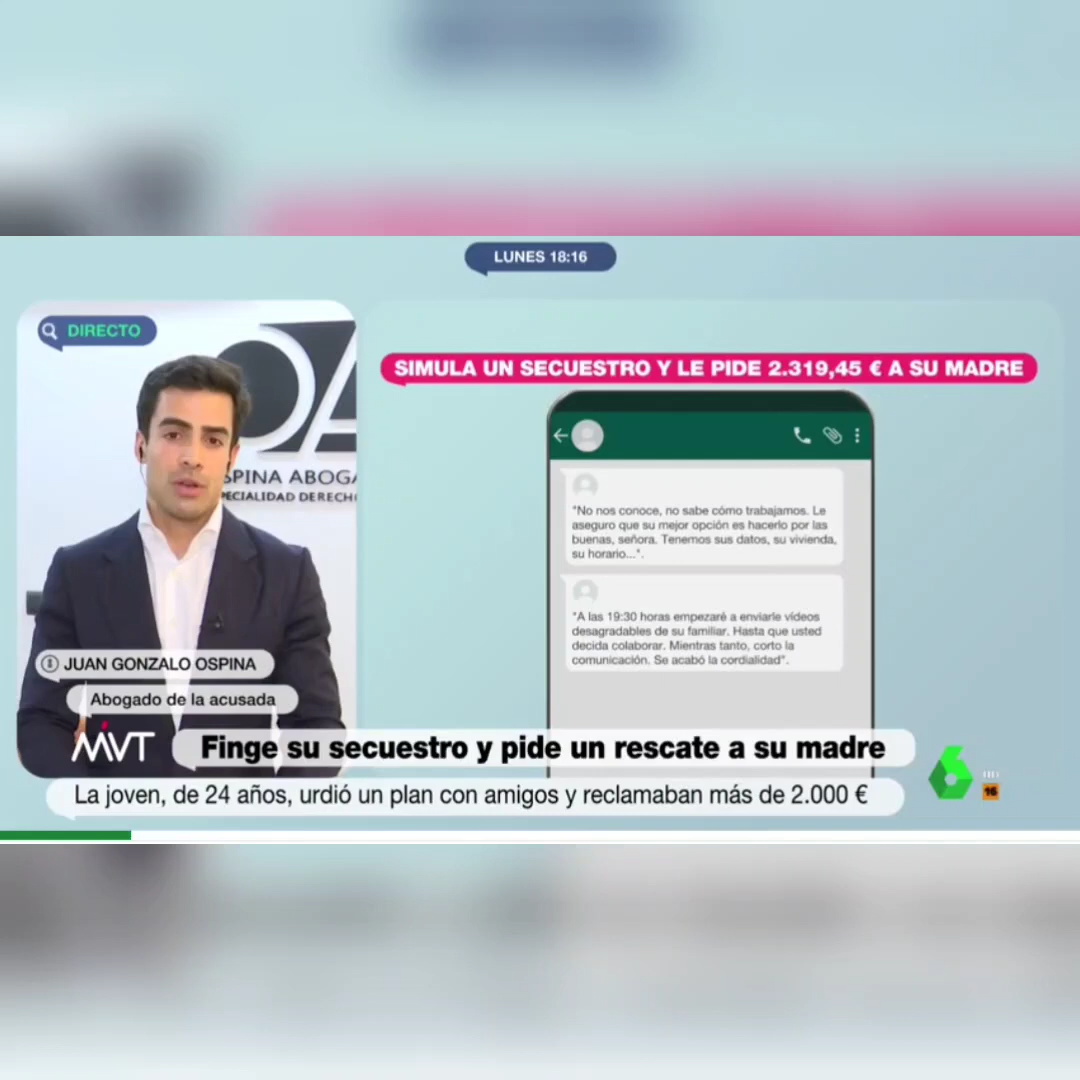 LUNES 18:16
DIRECTO
SIMULA UN SECUESTRO Y LE PIDE 2.319,45 € A SU MADRE
OA
SPINA ABOGA
PECIALIDAD DERECH
"No nos conoce, no sabe cómo trabajamos. Le
aseguro que su mejor opción es hacerlo por las
buenas, señora. Tenemos sus datos, su vivienda,
su horario...".
"A las 19:30 horas empezaré a enviarle vídeos
desagradables de su familiar. Hasta que usted
decida colaborar. Mientras tanto, corto la
comunicación. Se acabó la cordialidad".
JUAN GONZALO OSPINA
Abogado de la acusada
MVT
Finge su secuestro y pide un rescate a su madre
La joven, de 24 años, urdió un plan con amigos y reclamaban más de 2.000 €
6
16